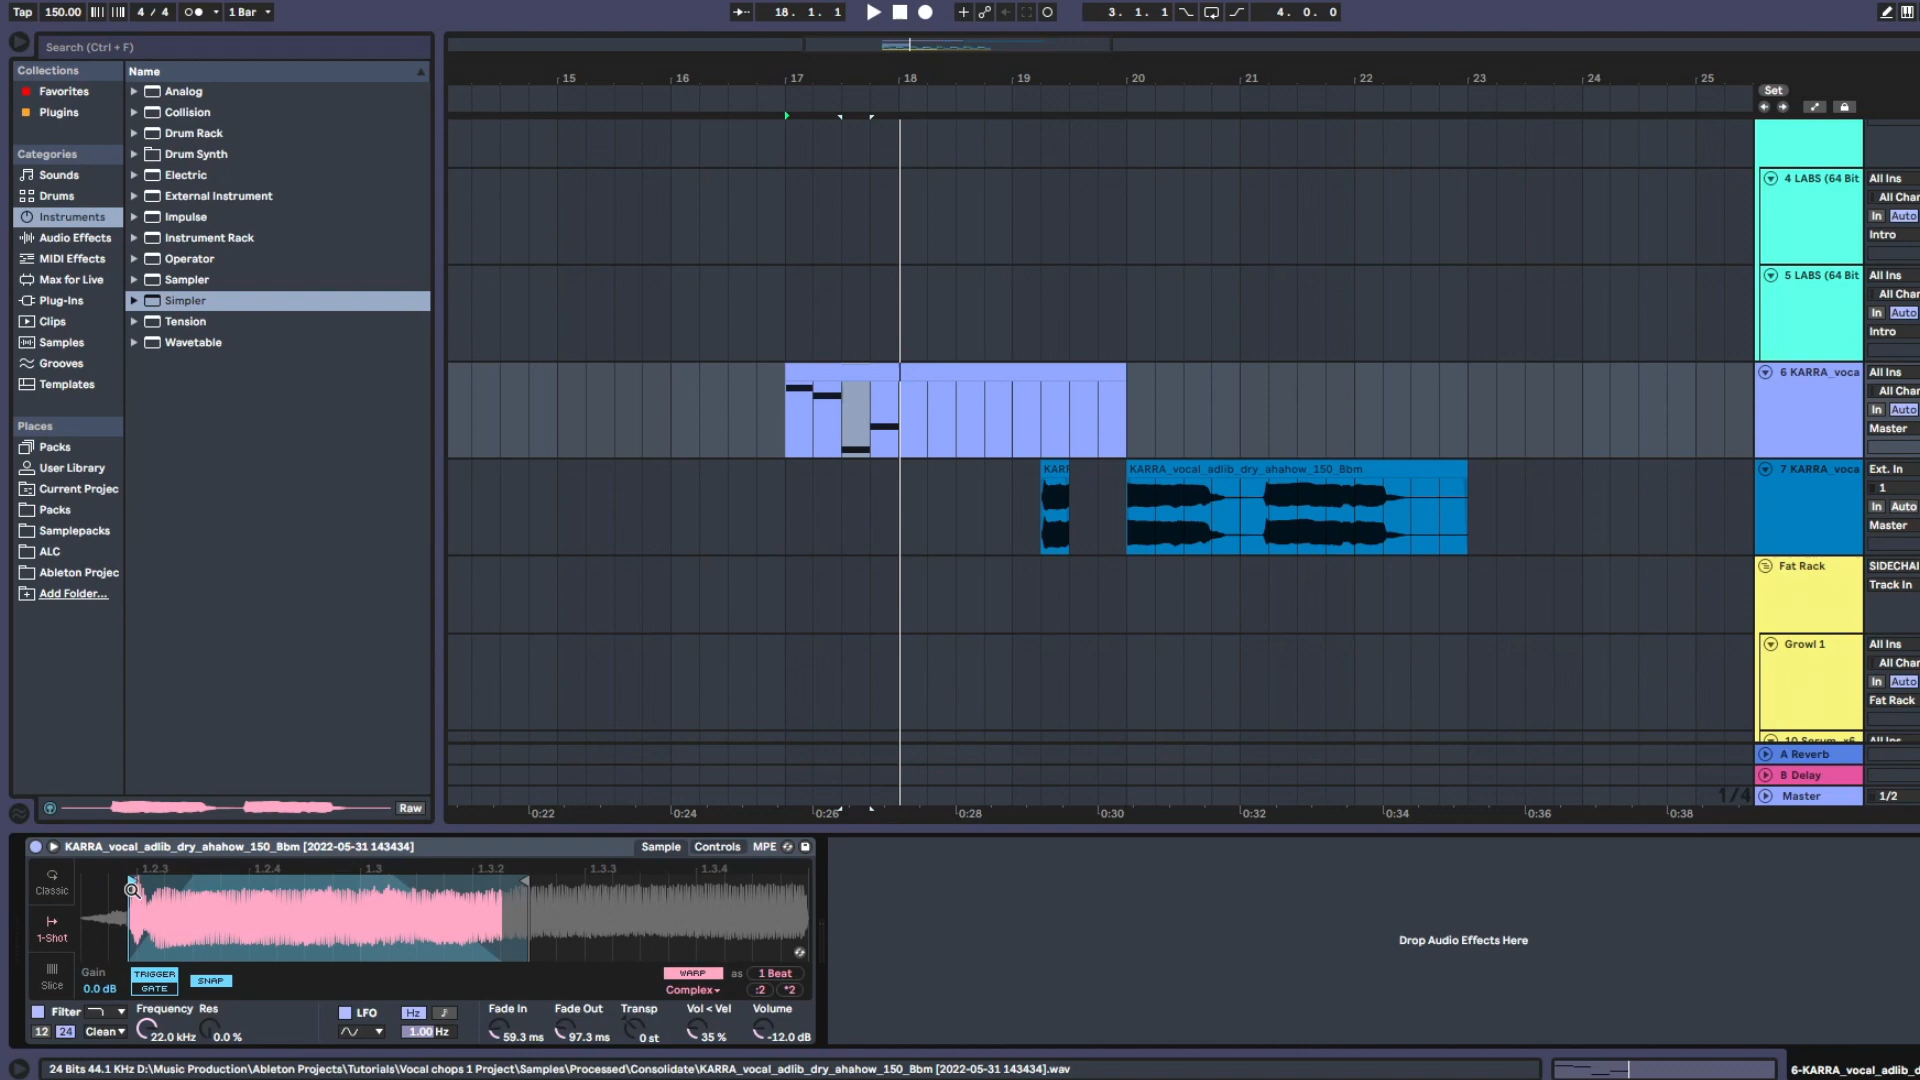 Tap 150.00 4 / 4 1 Bar 18. 1. 1 3. 1. 1 4. 0. 0
Search (Ctrl + F)
Collections
Favorites
Plugins
Categories
Sounds
Drums
Instruments
Audio Effects
MIDI Effects
Max for Live
Plug-Ins
Clips
Samples
Grooves
Templates
Places
Packs
User Library
Current Projec
Packs
Samplepacks
ALC
Ableton Projec
Add Folder...
Name
Analog
Collision
Drum Rack
Drum Synth
Electric
External Instrument
Impulse
Instrument Rack
Operator
Sampler
Simpler
Tension
Wavetable
Raw
15 16 17 18 19 20 21 22 23 24 25
Set
4 LABS (64 Bit All Ins
All Char
In Auto
Intro
5 LABS (64 Bit All Ins
All Char
In Auto
Intro
6 KARRA_voca All Ins
All Char
In Auto
Master
KARR KARRA_vocal_adlib_dry_ahahow_150_Bbm
7 KARRA_voca Ext. In
1
In Auto
Master
Fat Rack SIDECHAI
Track In
Growl 1 All Ins
All Char
In Auto
Fat Rack
A Reverb
B Delay
1/4 Master 1/2
0:22 0:24 0:26 0:28 0:30 0:32 0:34 0:36 0:38
KARRA_vocal_adlib_dry_ahahow_150_Bbm [2022-05-31 143434] Sample Controls MPE
1.2.3 1.2.4 1.3 1.3.2 1.3.3 1.3.4
Classic
1-Shot
Slice
Gain
0.0 dB
TRIGGER
GATE
SNAP
WARP as 1 Beat
Complex :2 *2
Filter Frequency Res LFO Hz Fade In Fade Out Transp Vol < Vel Volume
12 24 Clean 22.0 kHz 0.0 % 1.00 Hz 59.3 ms 97.3 ms 0 st 35 % -12.0 dB
Drop Audio Effects Here
24 Bits 44.1 KHz D:\Music Production\Ableton Projects\Tutorials\Vocal chops 1 Project\Samples\Processed\Consolidate\KARRA_vocal_adlib_dry_ahahow_150_Bbm [2022-05-31 143434].wav
6-KARRA_vocal_adlib_d